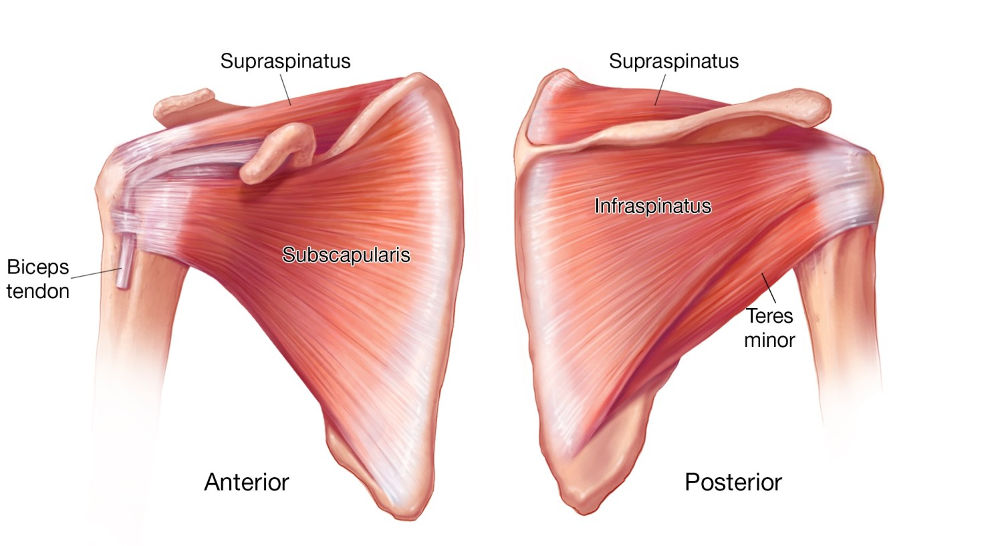 Supraspinatus
Subscapularis
Biceps
tendon
Anterior
Supraspinatus
Infraspinatus
Teres
minor
Posterior